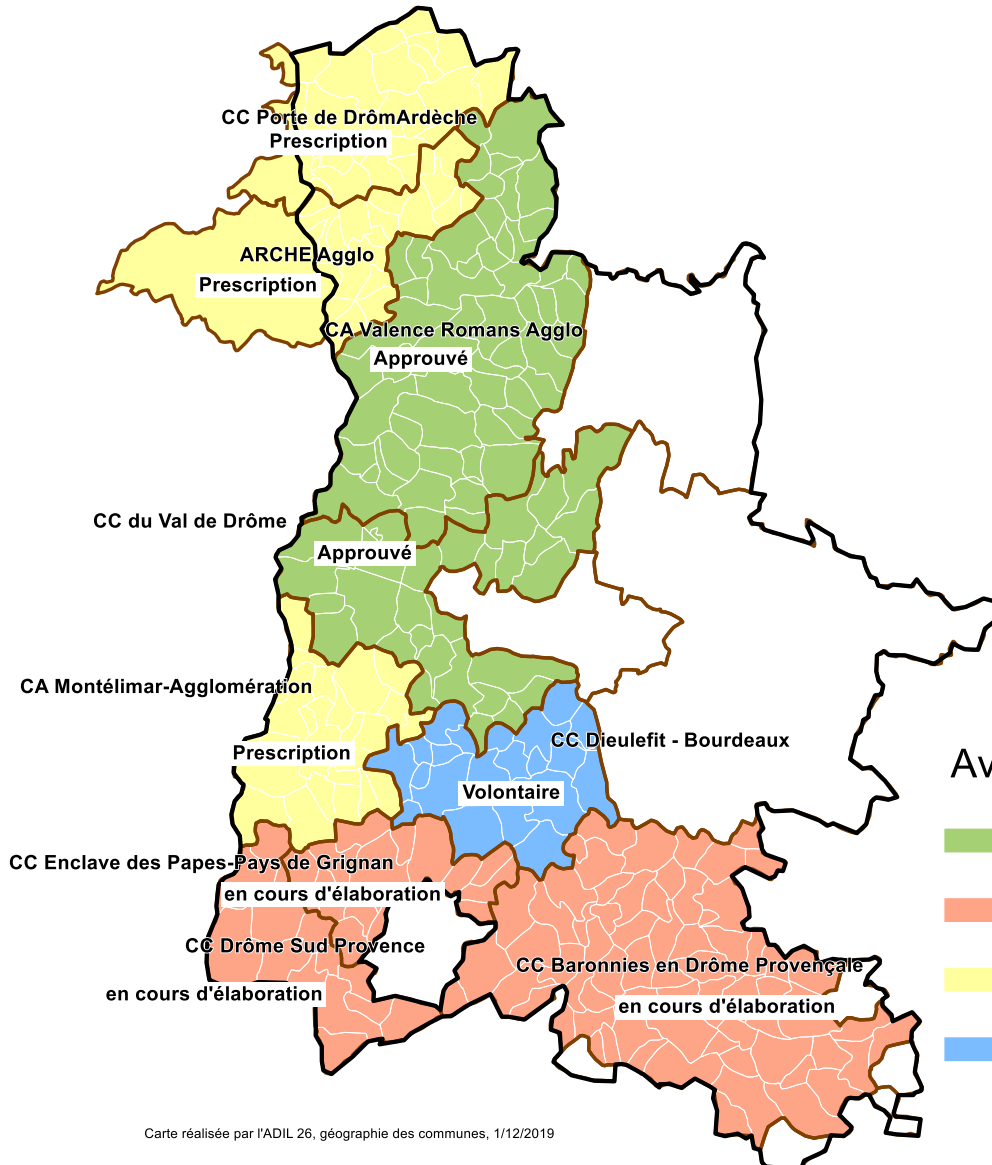 CC Porte de DrômArdèche
Prescription
ARCHE Agglo
Prescription
CA Valence Romans Agglo
Approuvé
CC du Val de Drôme
Approuvé
CA Montélimar-Agglomération
CC Dieulefit - Bourdeaux
Prescription
Av
Volontaire
CC Enclave des Papes-Pays de Grignan
en cours d'élaboration
CC Drôme Sud Provence
CC Baronnies en Drôme Provençale
en cours d'élaboration
en cours d'élaboration
Carte réalisée par l'ADIL 26, géographie des communes, 1/12/2019